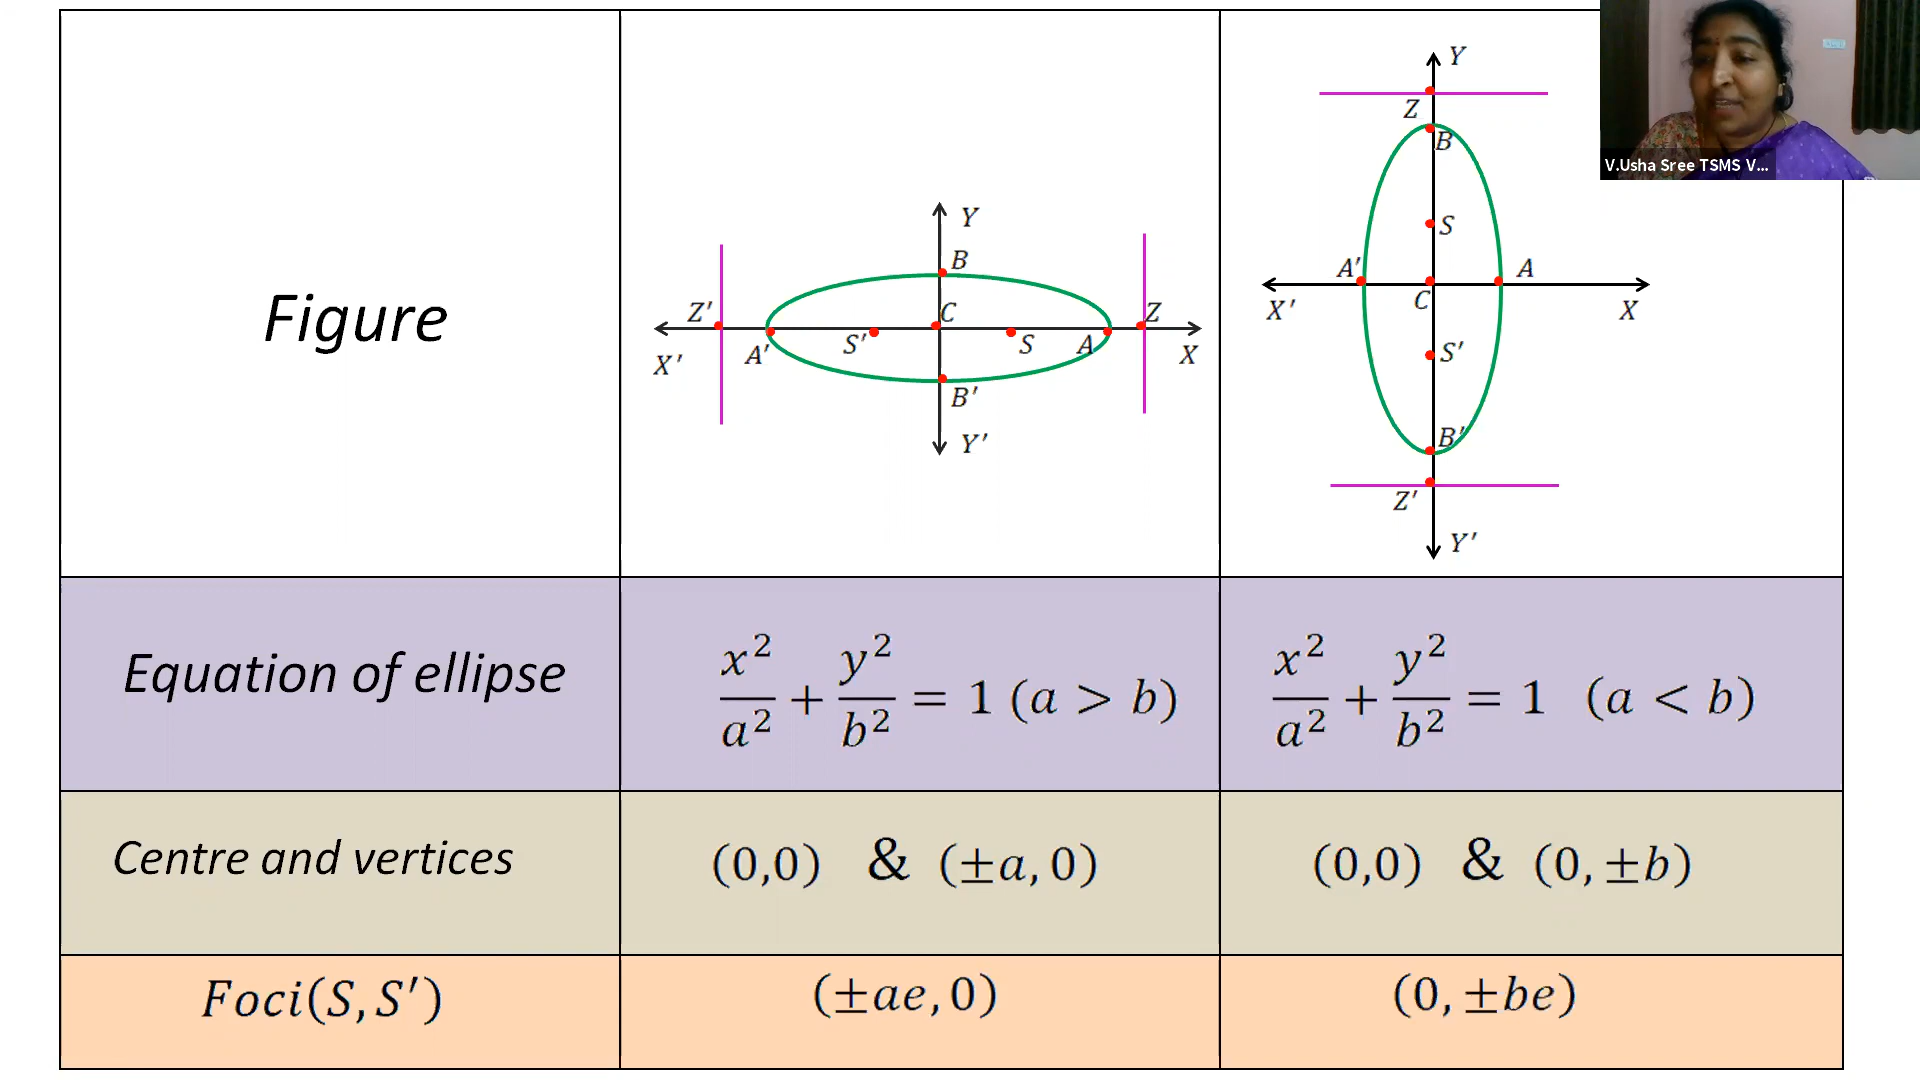 Figure
Y
B
Z'
C
Z
X'
A'
S'
S
A
X
B'
Y'
Y
Z
B
S
A'
A
X'
C
X
S'
B'
Z'
Y'
V.Usha Sree TSMS V...
Equation of ellipse
x²/a² + y²/b² = 1 (a > b)
x²/a² + y²/b² = 1 (a < b)
Centre and vertices
(0,0) & (±a, 0)
(0,0) & (0, ±b)
Foci(S, S')
(±ae, 0)
(0, ±be)